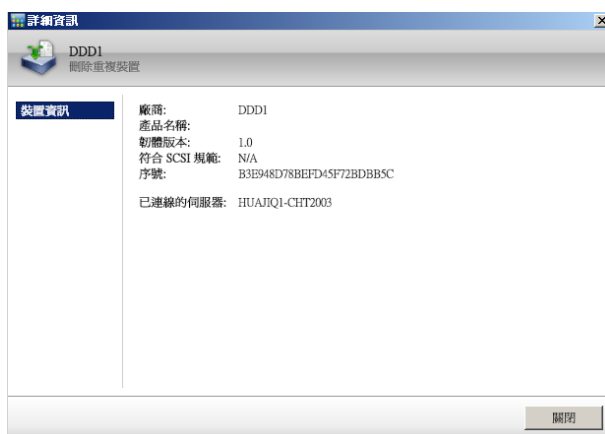 詳細資訊
DDD1
刪除重複裝置
裝置資訊
廠商: DDD1
產品名稱:
韌體版本: 1.0
符合 SCSI 規範: N/A
序號: B3E948D78BEFD45F72BDBB5C
已連線的伺服器: HUAJIQ1-CHT2003
關閉